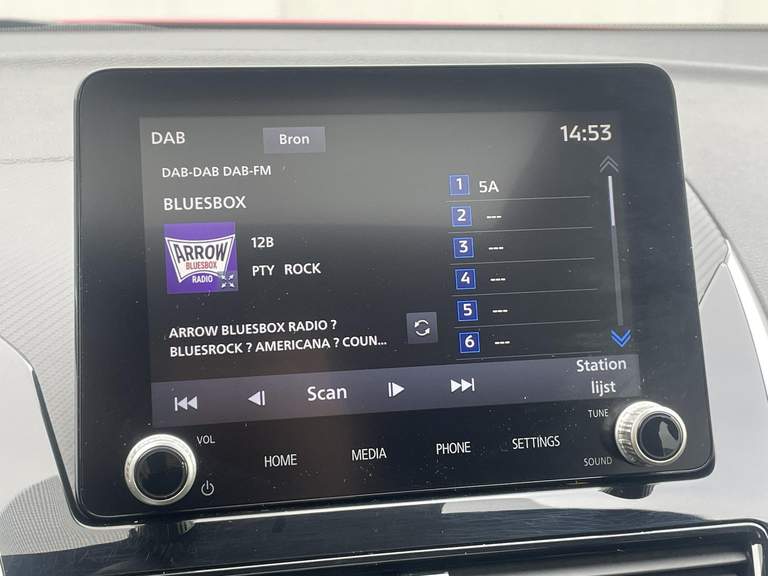 DAB
Bron
14:53
DAB-DAB DAB-FM
BLUESBOX
ARROW
BLUESBOX
RADIO
12B
PTY ROCK
ARROW BLUESBOX RADIO ?
BLUESROCK ? AMERICANA ? COUN...
1 5A
2 ---
3 ---
4 ---
5 ---
6 ---
Scan
Station
lijst
VOL
HOME
MEDIA
PHONE
SETTINGS
TUNE
SOUND